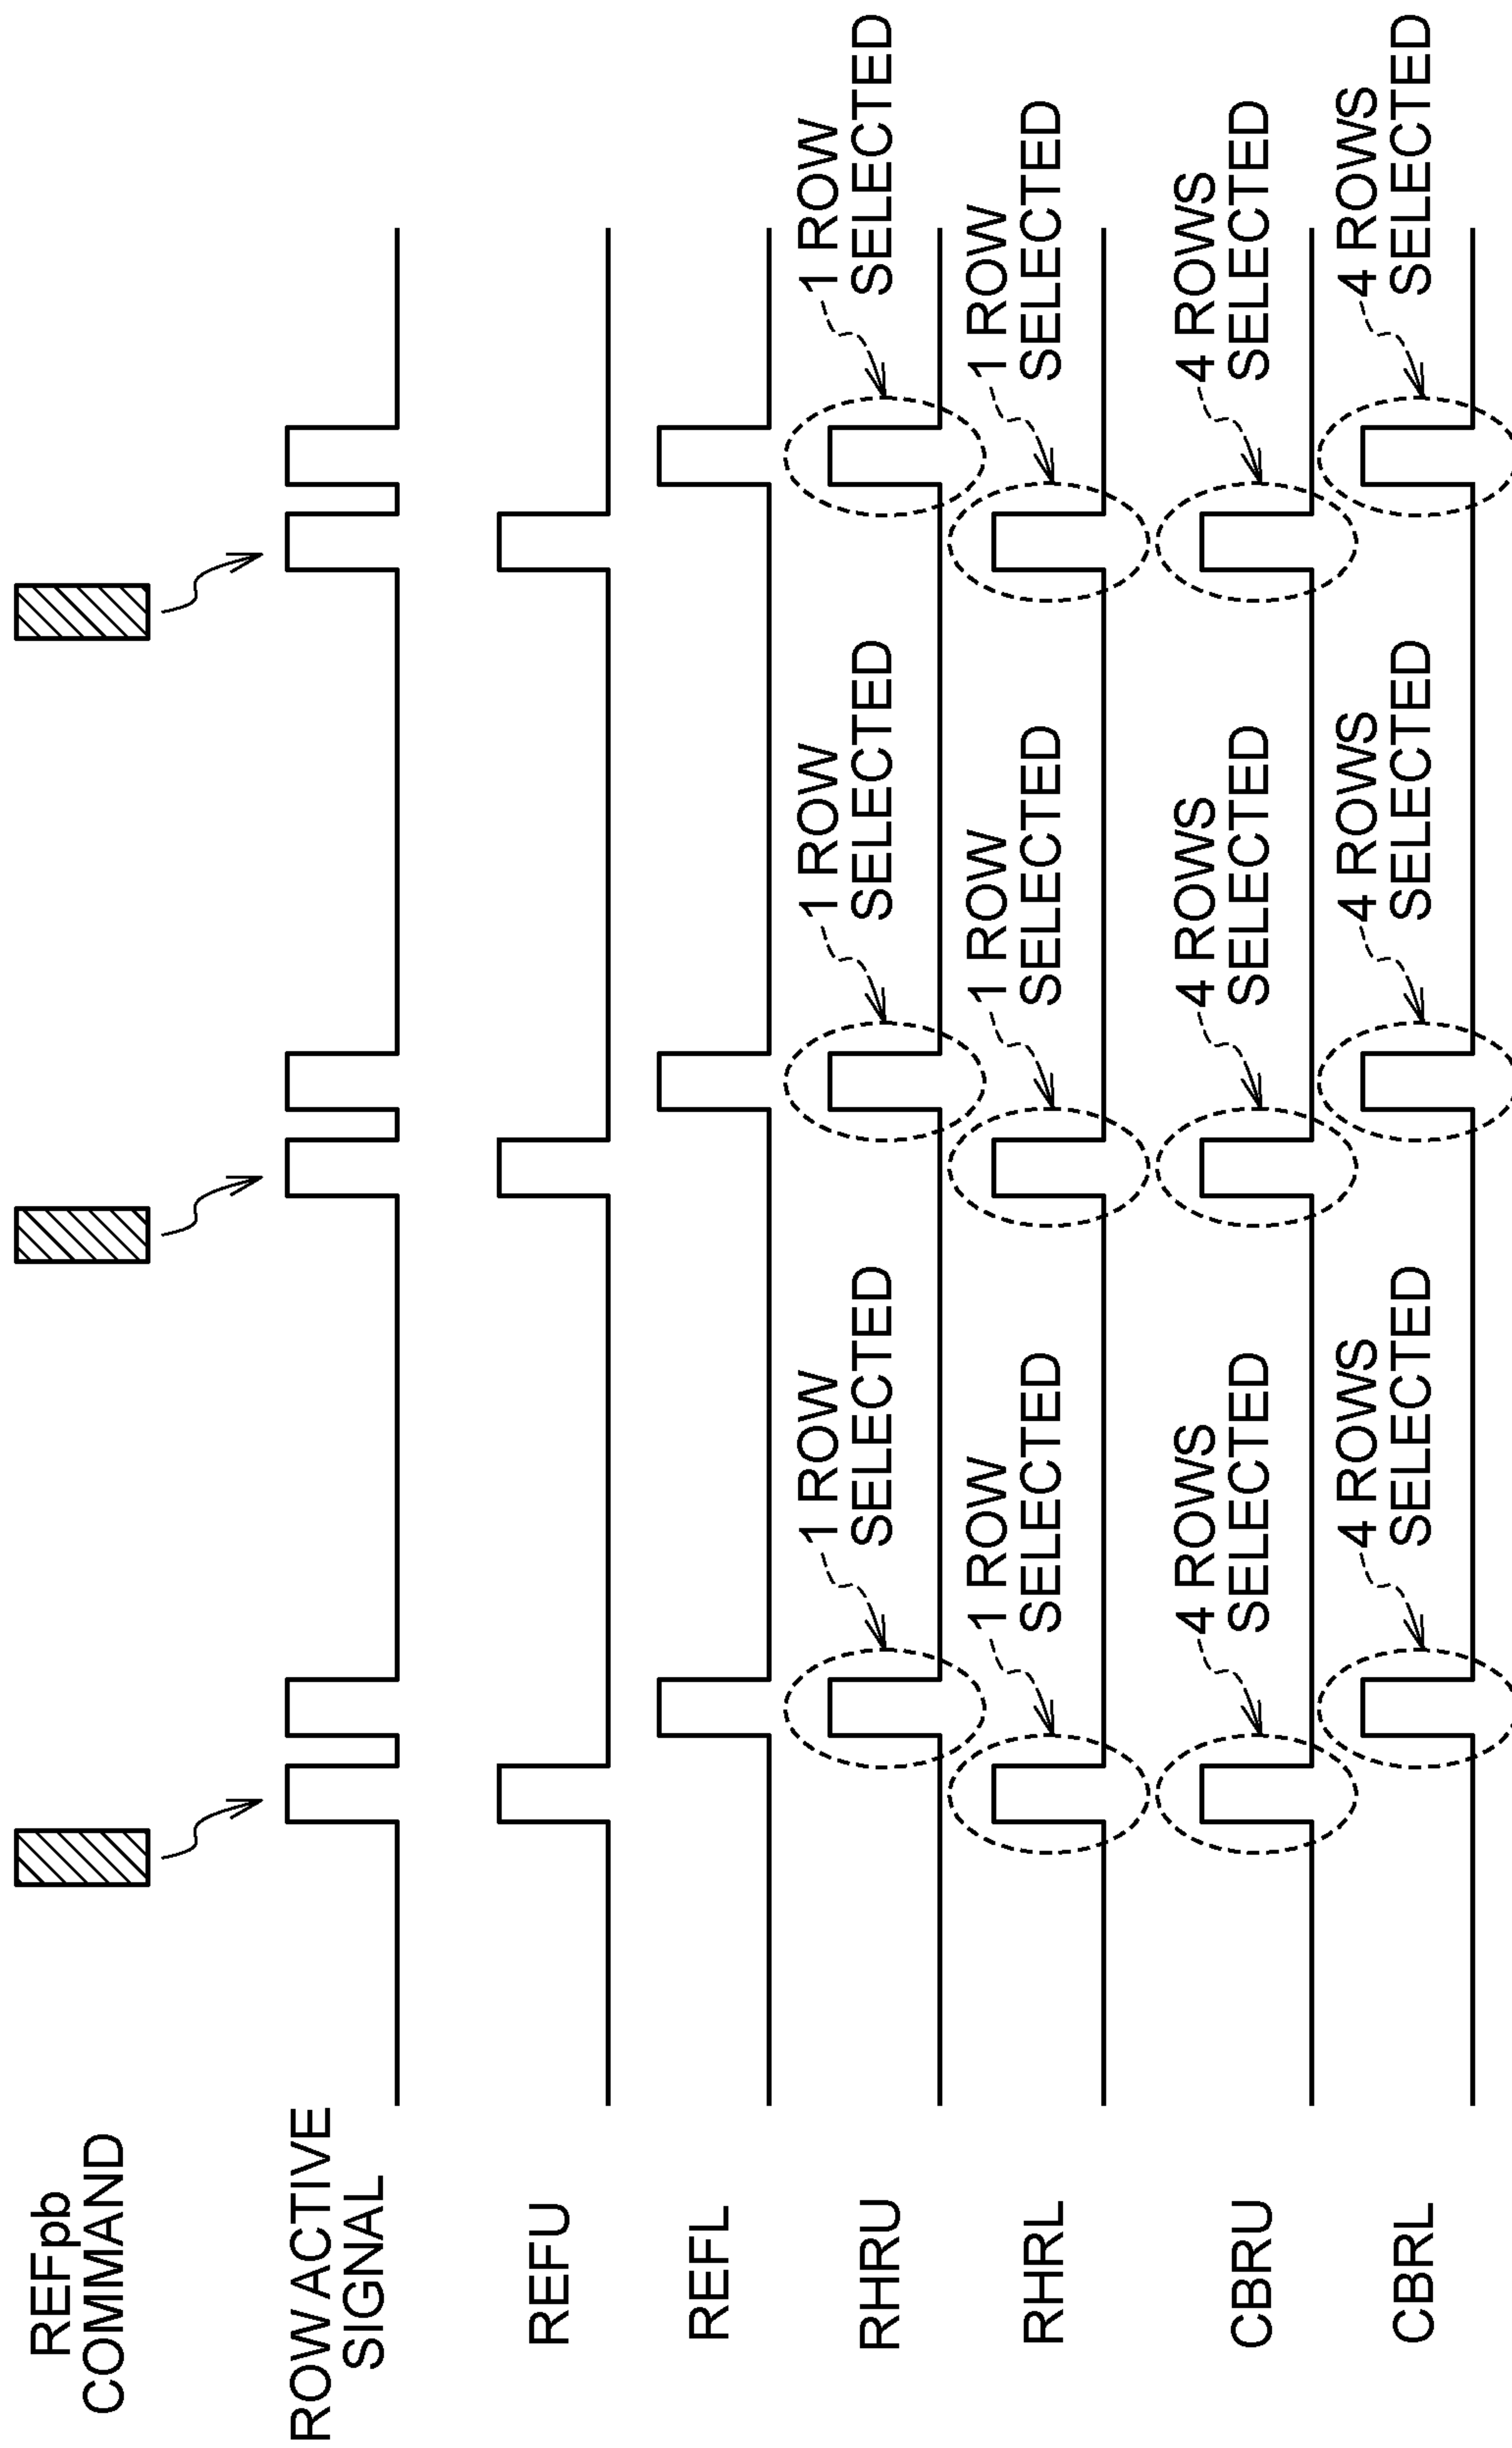 REFpb
COMMAND
ROW ACTIVE
SIGNAL
REFU
REFL
RHRU
1 ROW
SELECTED
1 ROW
SELECTED
1 ROW
SELECTED
RHRL
1 ROW
SELECTED
1 ROW
SELECTED
1 ROW
SELECTED
CBRU
4 ROWS
SELECTED
4 ROWS
SELECTED
4 ROWS
SELECTED
CBRL
4 ROWS
SELECTED
4 ROWS
SELECTED
4 ROWS
SELECTED